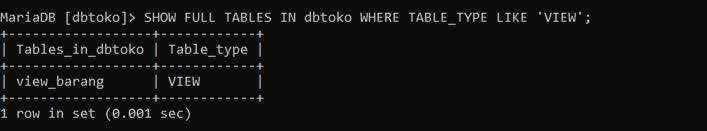 MariaDB [dbtoko]> SHOW FULL TABLES IN dbtoko WHERE TABLE_TYPE LIKE 'VIEW';
+------------------+------------+
| Tables_in_dbtoko | Table_type |
+------------------+------------+
| view_barang      | VIEW       |
+------------------+------------+
1 row in set (0.001 sec)